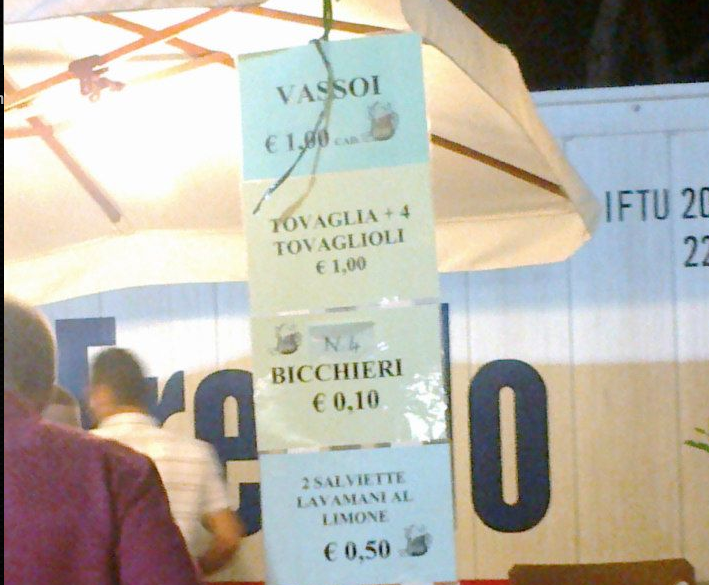 VASSOI
€ 1,00 CAD.
TOVAGLIA + 4
TOVAGLIOLI
€ 1,00
N. 4
BICCHIERI
€ 0,10
2 SALVIETTE
LAVAMANI AL
LIMONE
€ 0,50
IFTU 20
22